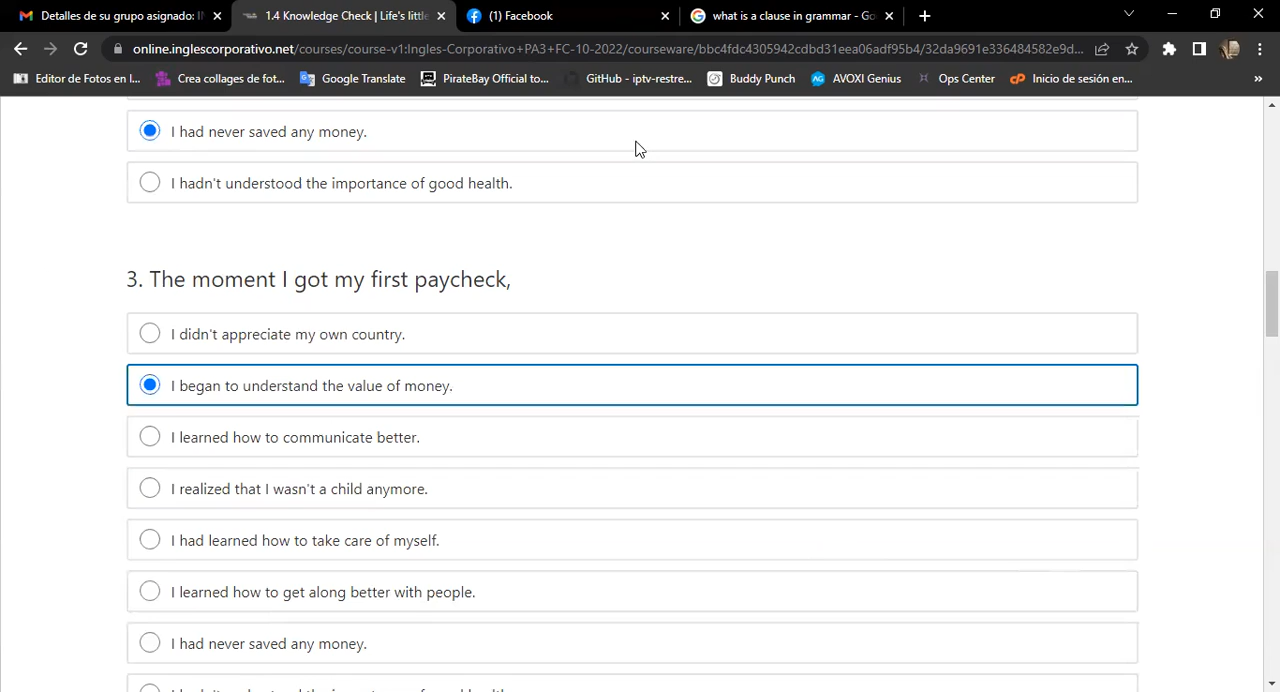 Detalles de su grupo asignado: I
1.4 Knowledge Check | Life's little
(1) Facebook
what is a clause in grammar - Go
online.inglescorporativo.net/courses/course-v1:Ingles-Corporativo+PA3+FC-10-2022/courseware/bbc4fdc4305942cdbd31eea06adf95b4/32da9691e336484582e9d...
Editor de Fotos en l...
Crea collages de fot...
Google Translate
PirateBay Official to...
GitHub - iptv-restre...
Buddy Punch
AVOXI Genius
Ops Center
Inicio de sesión en...
I had never saved any money.
I hadn't understood the importance of good health.
3. The moment I got my first paycheck,
I didn't appreciate my own country.
I began to understand the value of money.
I learned how to communicate better.
I realized that I wasn't a child anymore.
I had learned how to take care of myself.
I learned how to get along better with people.
I had never saved any money.